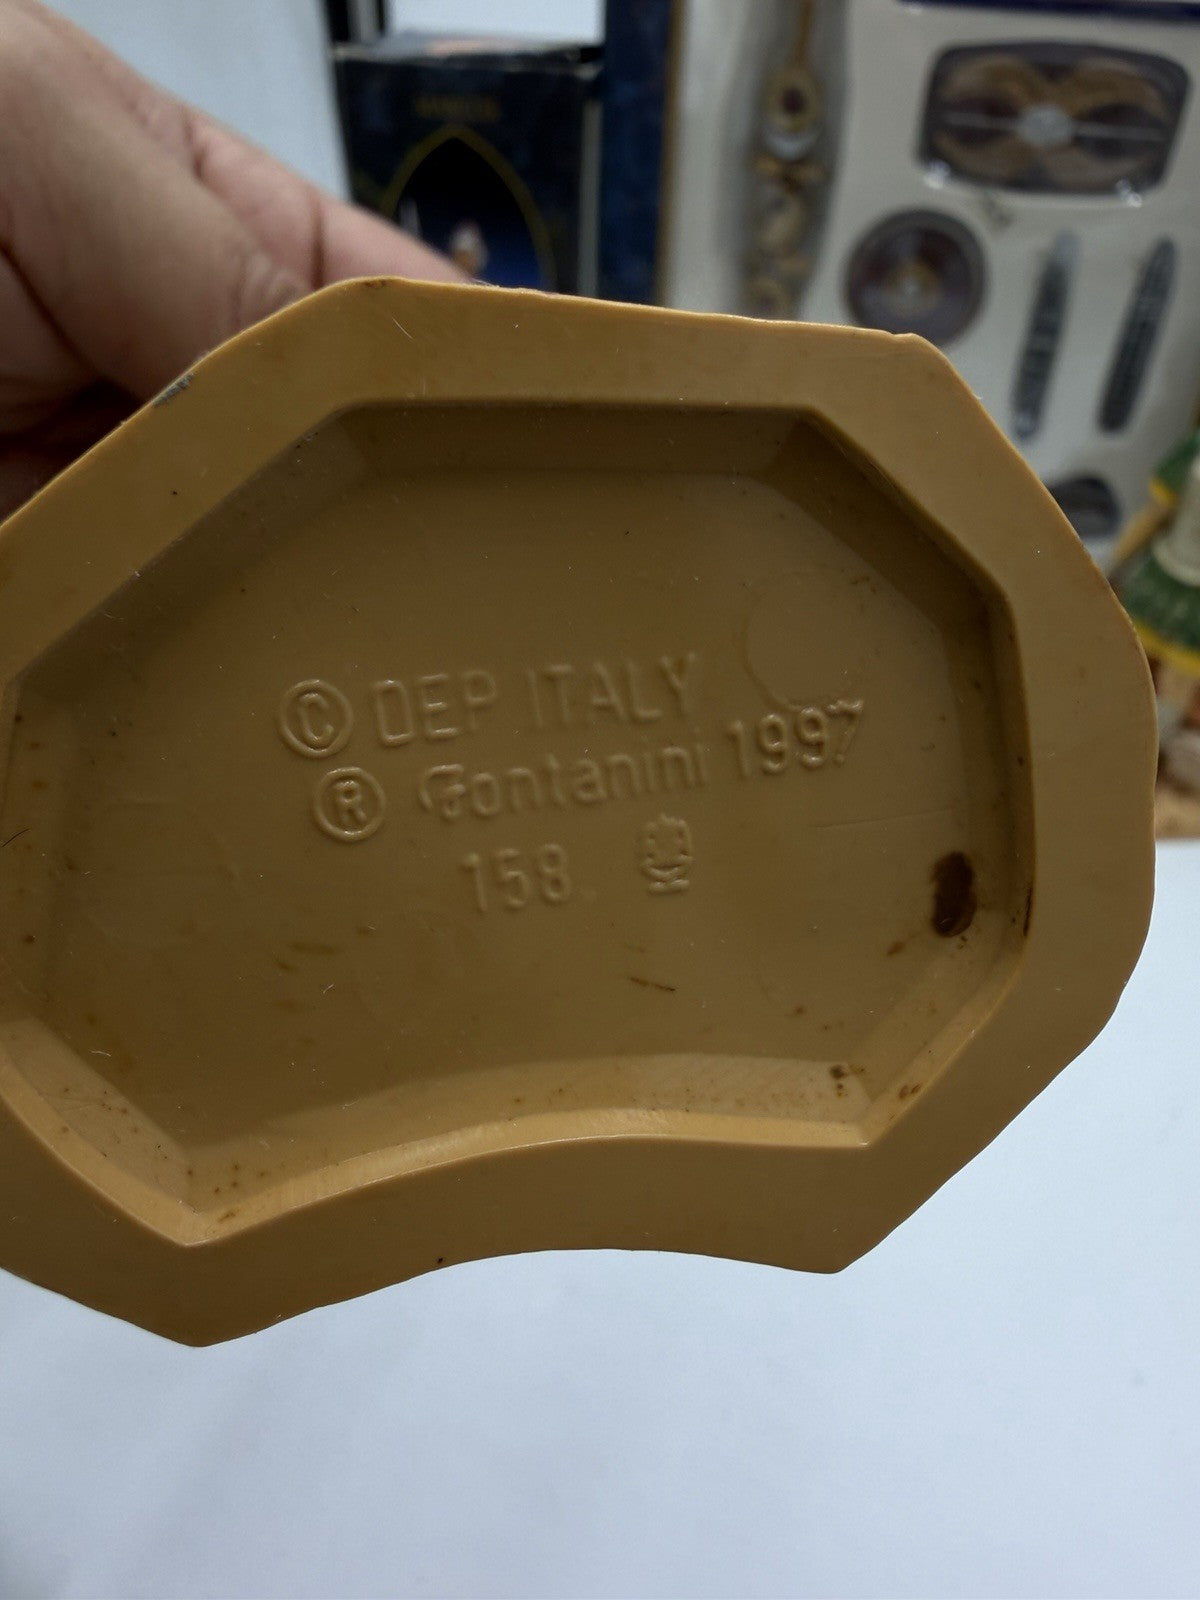 © DEP ITALY
® Fontanini 1997
158.